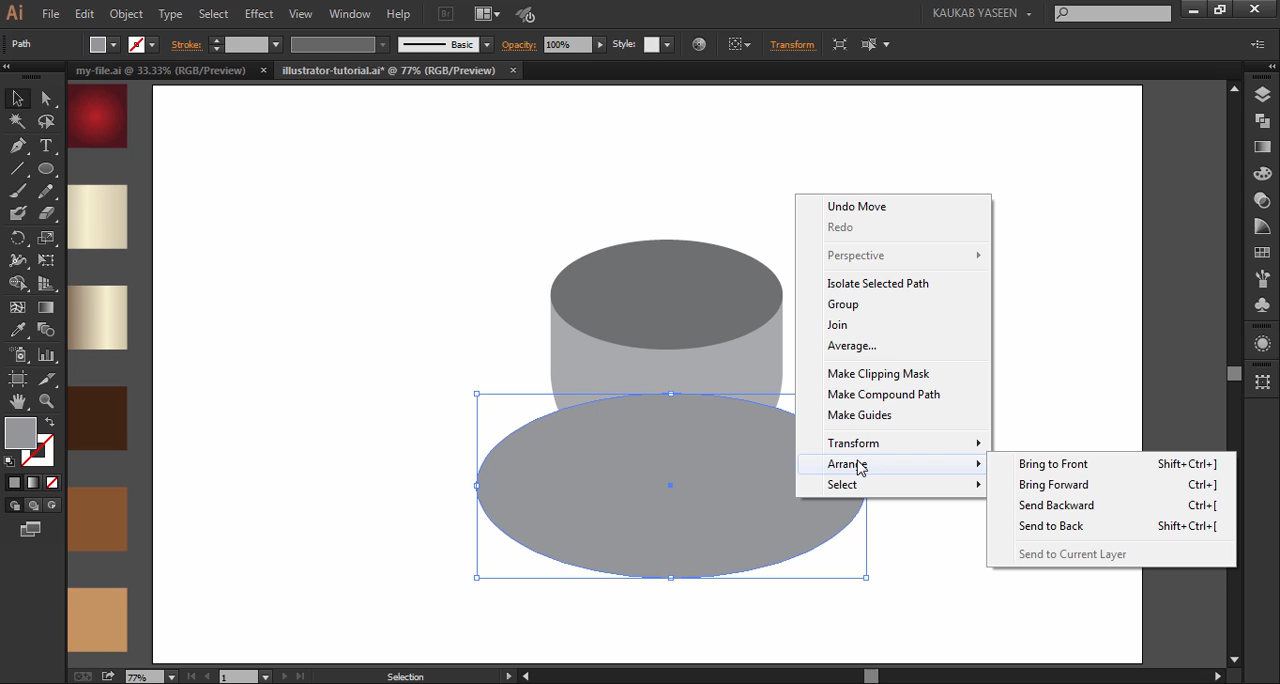 Ai File Edit Object Type Select Effect View Window Help Br KAUKAB YASEEN
Path Stroke: Basic Opacity: 100% Style: Transform
my-file.ai @ 33.33% (RGB/Preview) × illustrator-tutorial.ai* @ 77% (RGB/Preview) ×
Undo Move
Redo
Perspective
Isolate Selected Path
Group
Join
Average...
Make Clipping Mask
Make Compound Path
Make Guides
Transform
Arrange
Select
Bring to Front Shift+Ctrl+]
Bring Forward Ctrl+]
Send Backward Ctrl+[
Send to Back Shift+Ctrl+[
Send to Current Layer
77% 1 Selection